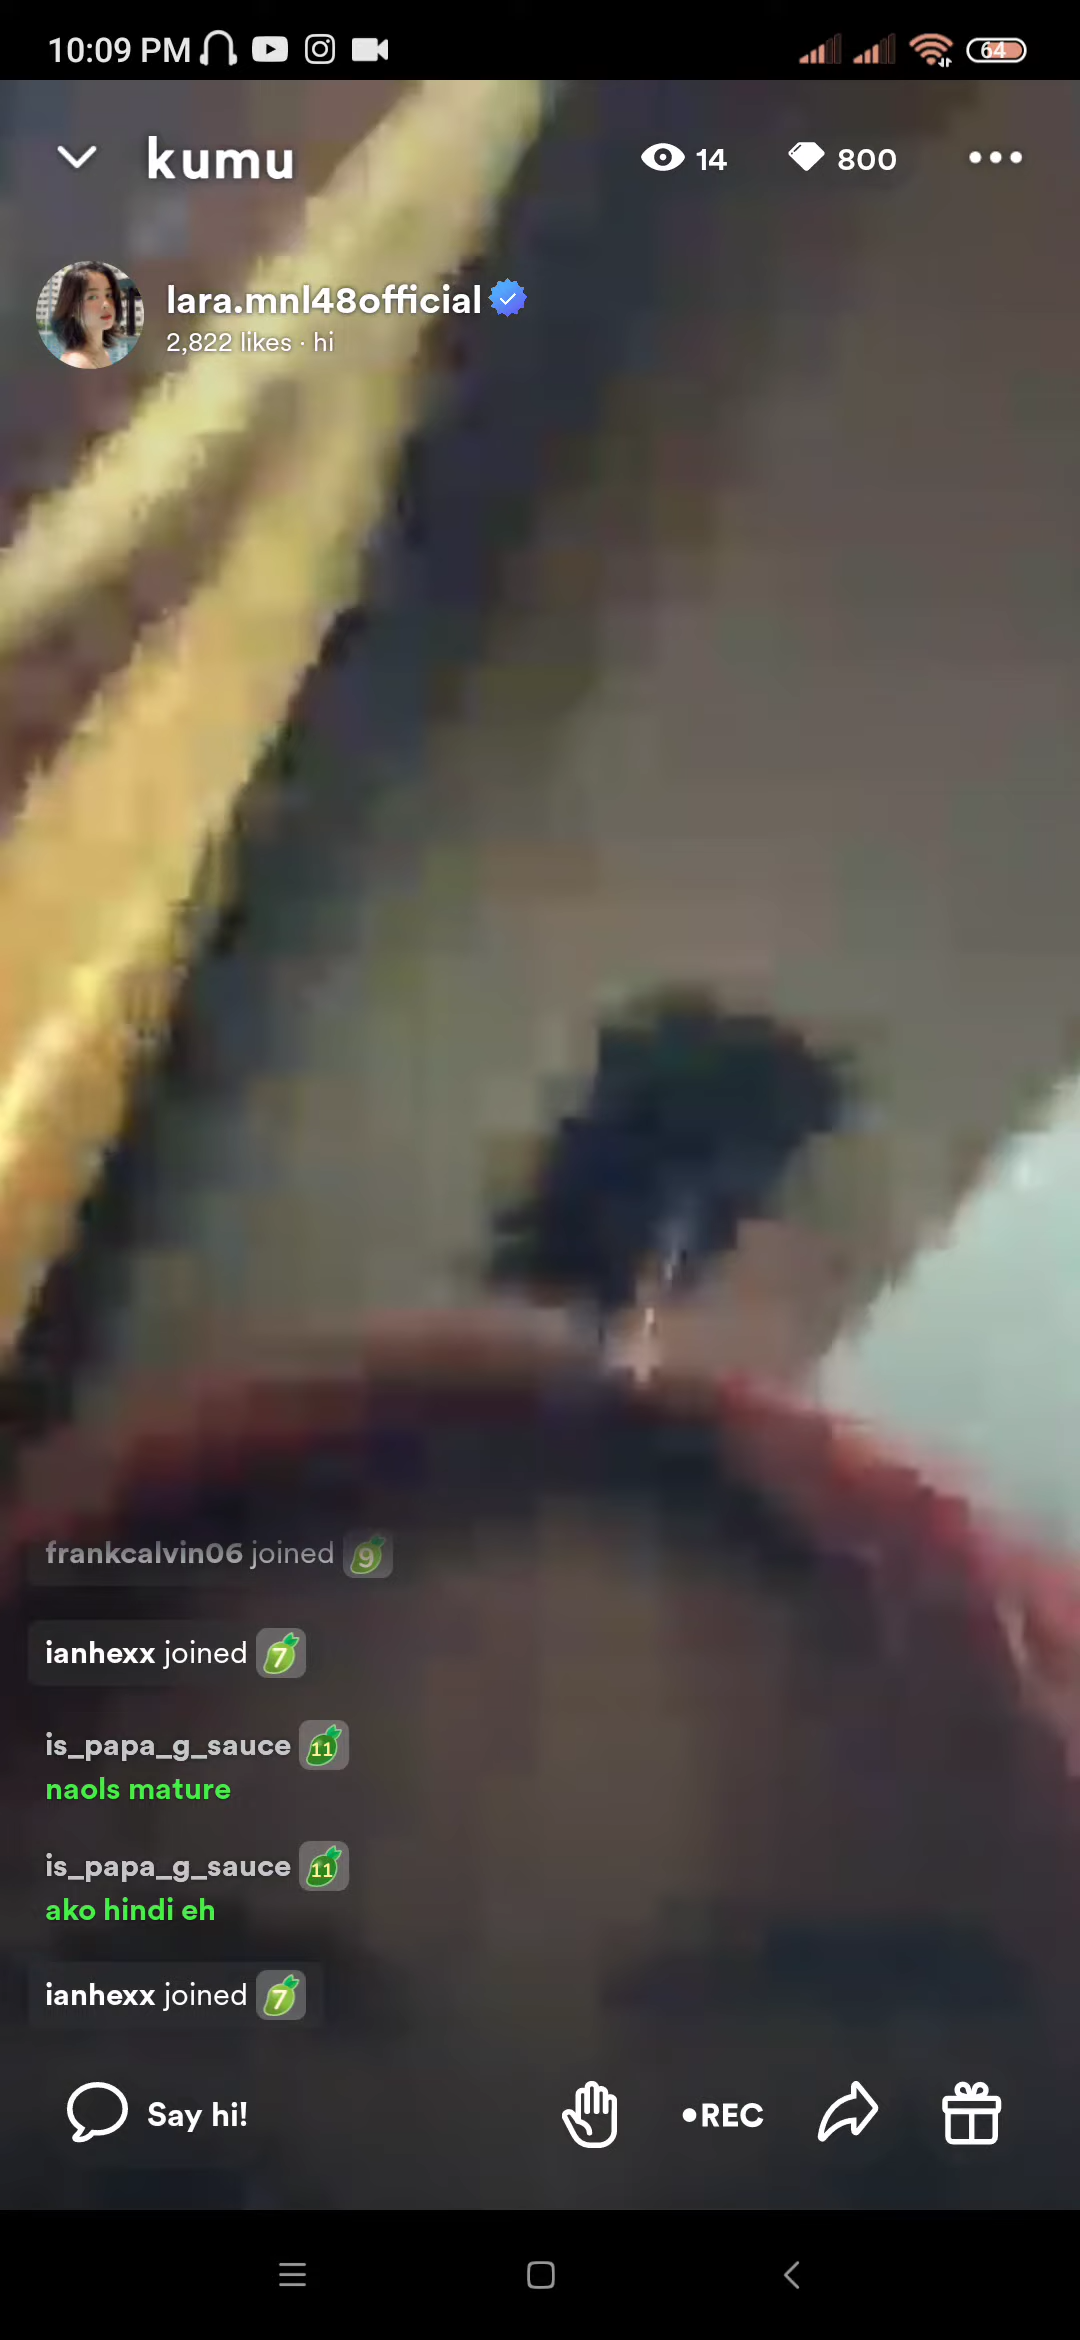 10:09 PM
64
kumu
14
800
lara.mnl48official
2,822 likes · hi
frankcalvin06 joined 9
ianhexx joined 7
is_papa_g_sauce 11
naols mature
is_papa_g_sauce 11
ako hindi eh
ianhexx joined 7
Say hi!
•REC